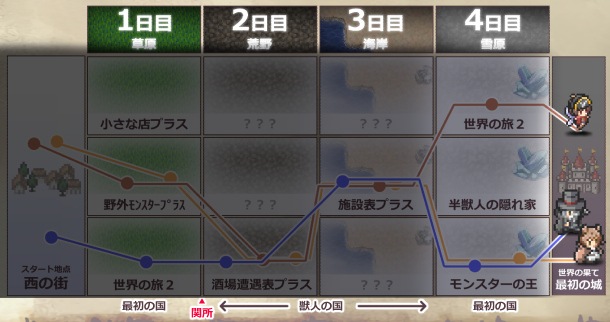 1日目 2日目 3日目 4日目
草原 荒野 海岸 雪原
小さな店プラス ？？？ ？？？ 世界の旅２
野外ﾓﾝｽﾀｰﾌﾟﾗｽ ？？？ 施設表プラス 半獣人の隠れ家
スタート地点
西の街
世界の旅２ 酒場遭遇表プラス ？？？ モンスターの王
世界の果て
最初の城
最初の国 関所 獣人の国 最初の国